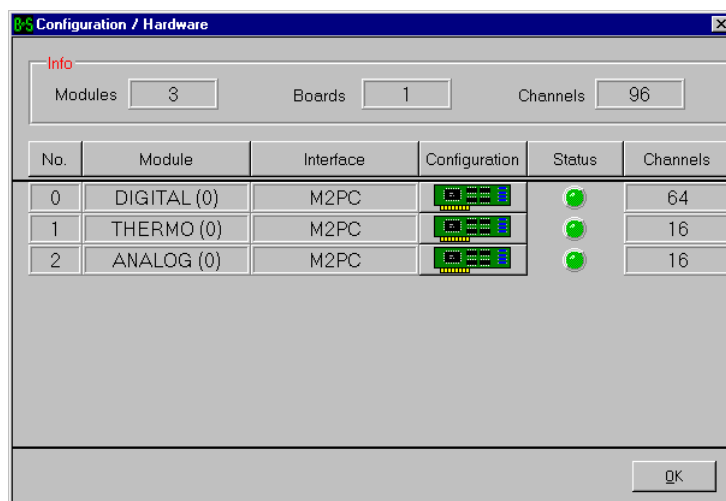 B+S Configuration / Hardware
Info
Modules 3 Boards 1 Channels 96
No. Module Interface Configuration Status Channels
0 DIGITAL (0) M2PC 64
1 THERMO (0) M2PC 16
2 ANALOG (0) M2PC 16
OK